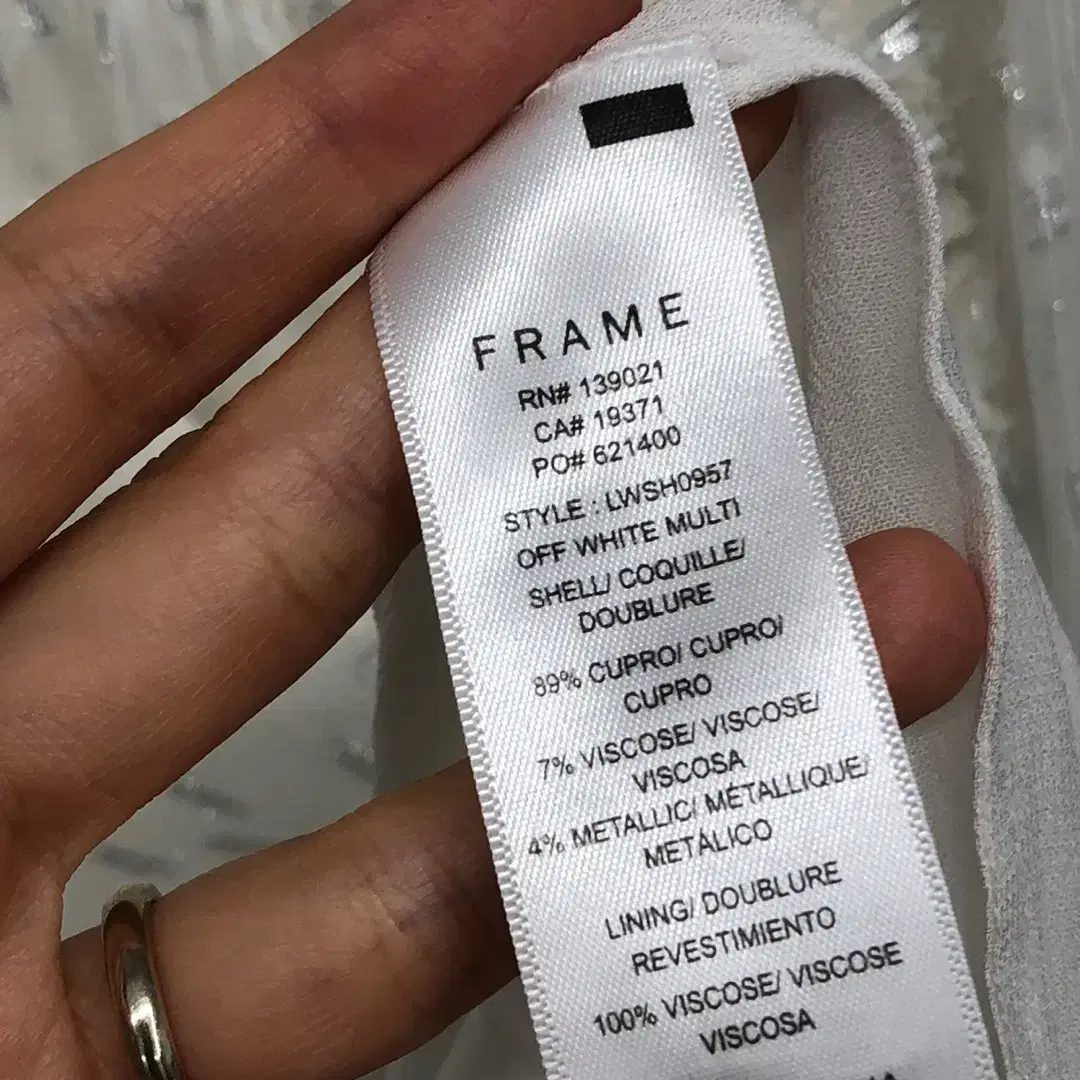 FRAME
RN# 139021
CA# 19371
PO# 621400
STYLE : LWSH0957
OFF WHITE MULTI
SHELL/ COQUILLE/
DOUBLURE
89% CUPRO/ CUPRO/
CUPRO
7% VISCOSE/ VISCOSE/
VISCOSA
4% METALLIC/ MÉTALLIQUE/
METÁLICO
LINING/ DOUBLURE
REVESTIMIENTO
100% VISCOSE/ VISCOSE
VISCOSA